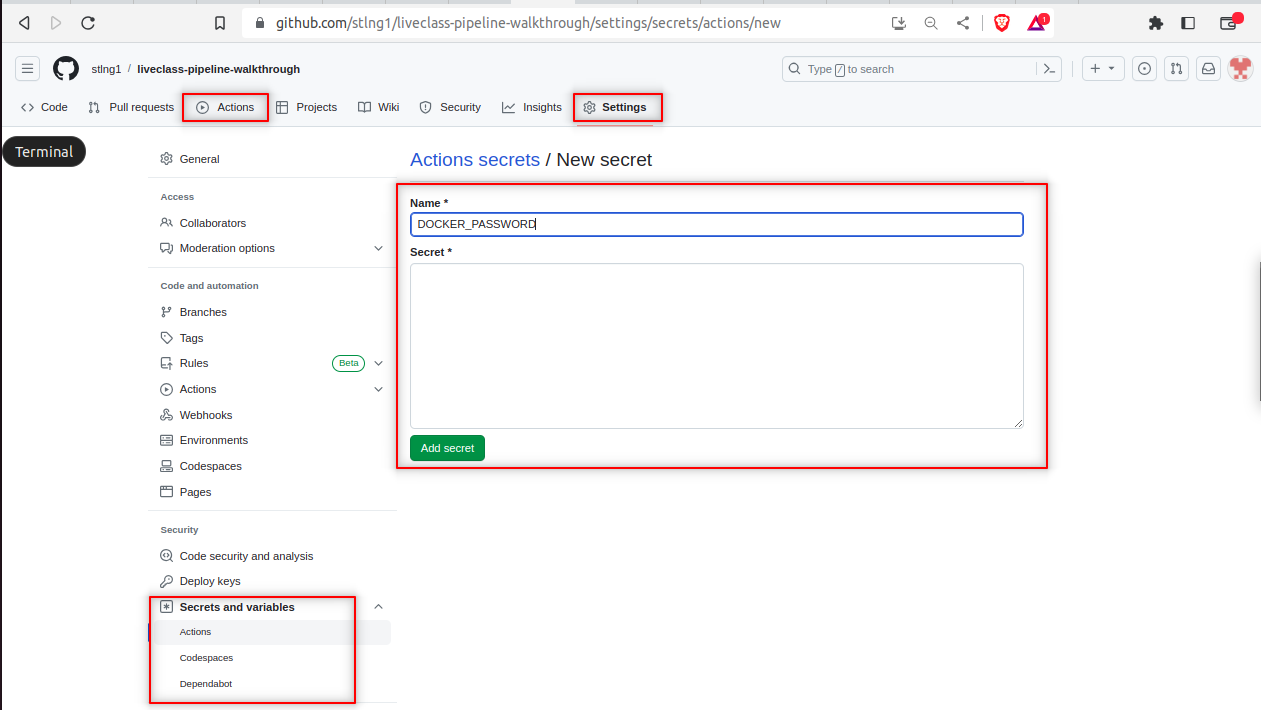 github.com/stlng1/liveclass-pipeline-walkthrough/settings/secrets/actions/new
1
stlng1 / liveclass-pipeline-walkthrough
Type / to search
Code Pull requests Actions Projects Wiki Security Insights Settings
Terminal
General
Access
Collaborators
Moderation options
Code and automation
Branches
Tags
Rules Beta
Actions
Webhooks
Environments
Codespaces
Pages
Security
Code security and analysis
Deploy keys
Secrets and variables
Actions
Codespaces
Dependabot
Actions secrets / New secret
Name *
DOCKER_PASSWORD
Secret *
Add secret